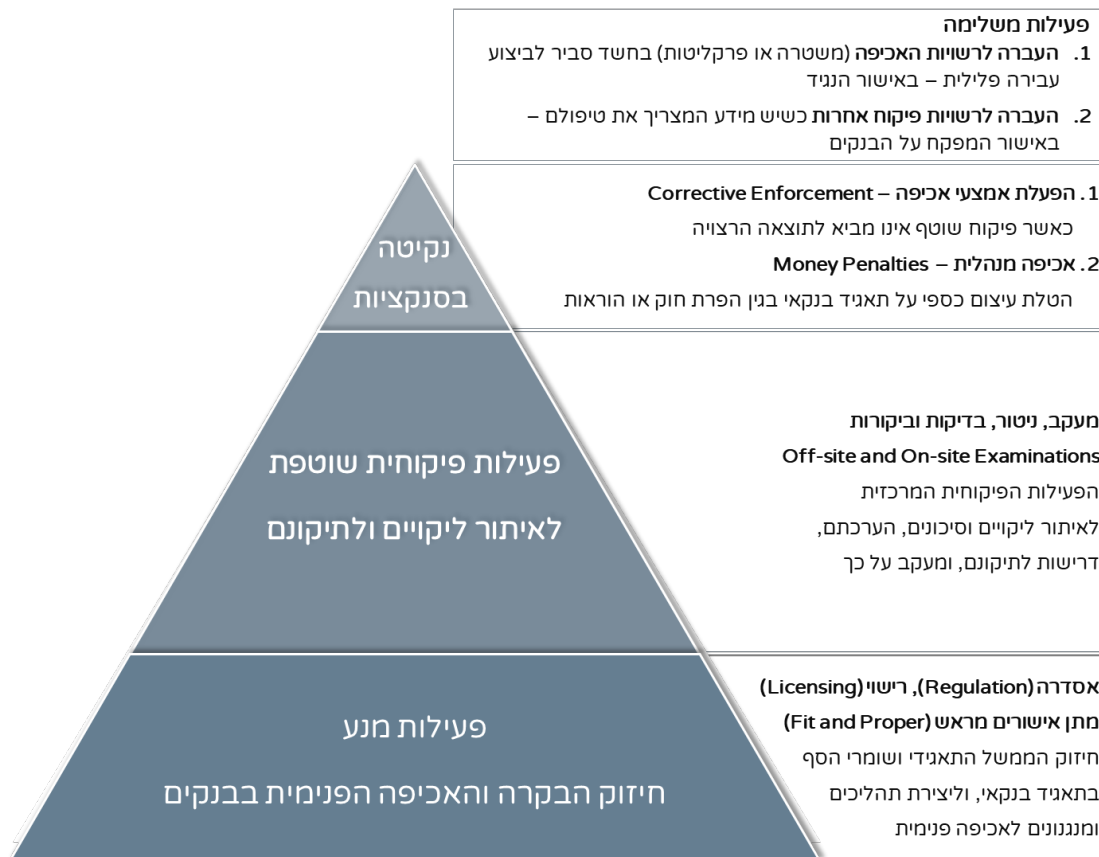 פעילות משלימה
1. העברה לרשויות האכיפה (משטרה או פרקליטות) בחשד סביר לביצוע
עבירה פלילית – באישור הנגיד
2. העברה לרשויות פיקוח אחרות כשיש מידע המצריך את טיפולם –
באישור המפקח על הבנקים
1. הפעלת אמצעי אכיפה – Corrective Enforcement
כאשר פיקוח שוטף אינו מביא לתוצאה הרצויה
2. אכיפה מנהלית – Money Penalties
הטלת עיצום כספי על תאגיד בנקאי בגין הפרת חוק או הוראות
נקיטה
בסנקציות
מעקב, ניטור, בדיקות וביקורות
Off-site and On-site Examinations
הפעילות הפיקוחית המרכזית
לאיתור ליקויים וסיכונים, הערכתם,
דרישות לתיקונם, ומעקב על כך
פעילות פיקוחית שוטפת
לאיתור ליקויים ולתיקונם
אסדרה (Regulation), רישוי (Licensing)
מתן אישורים מראש (Fit and Proper)
חיזוק הממשל התאגידי ושומרי הסף
בתאגיד בנקאי, וליצירת תהליכים
ומנגנונים לאכיפה פנימית
פעילות מנע
חיזוק הבקרה והאכיפה הפנימית בבנקים